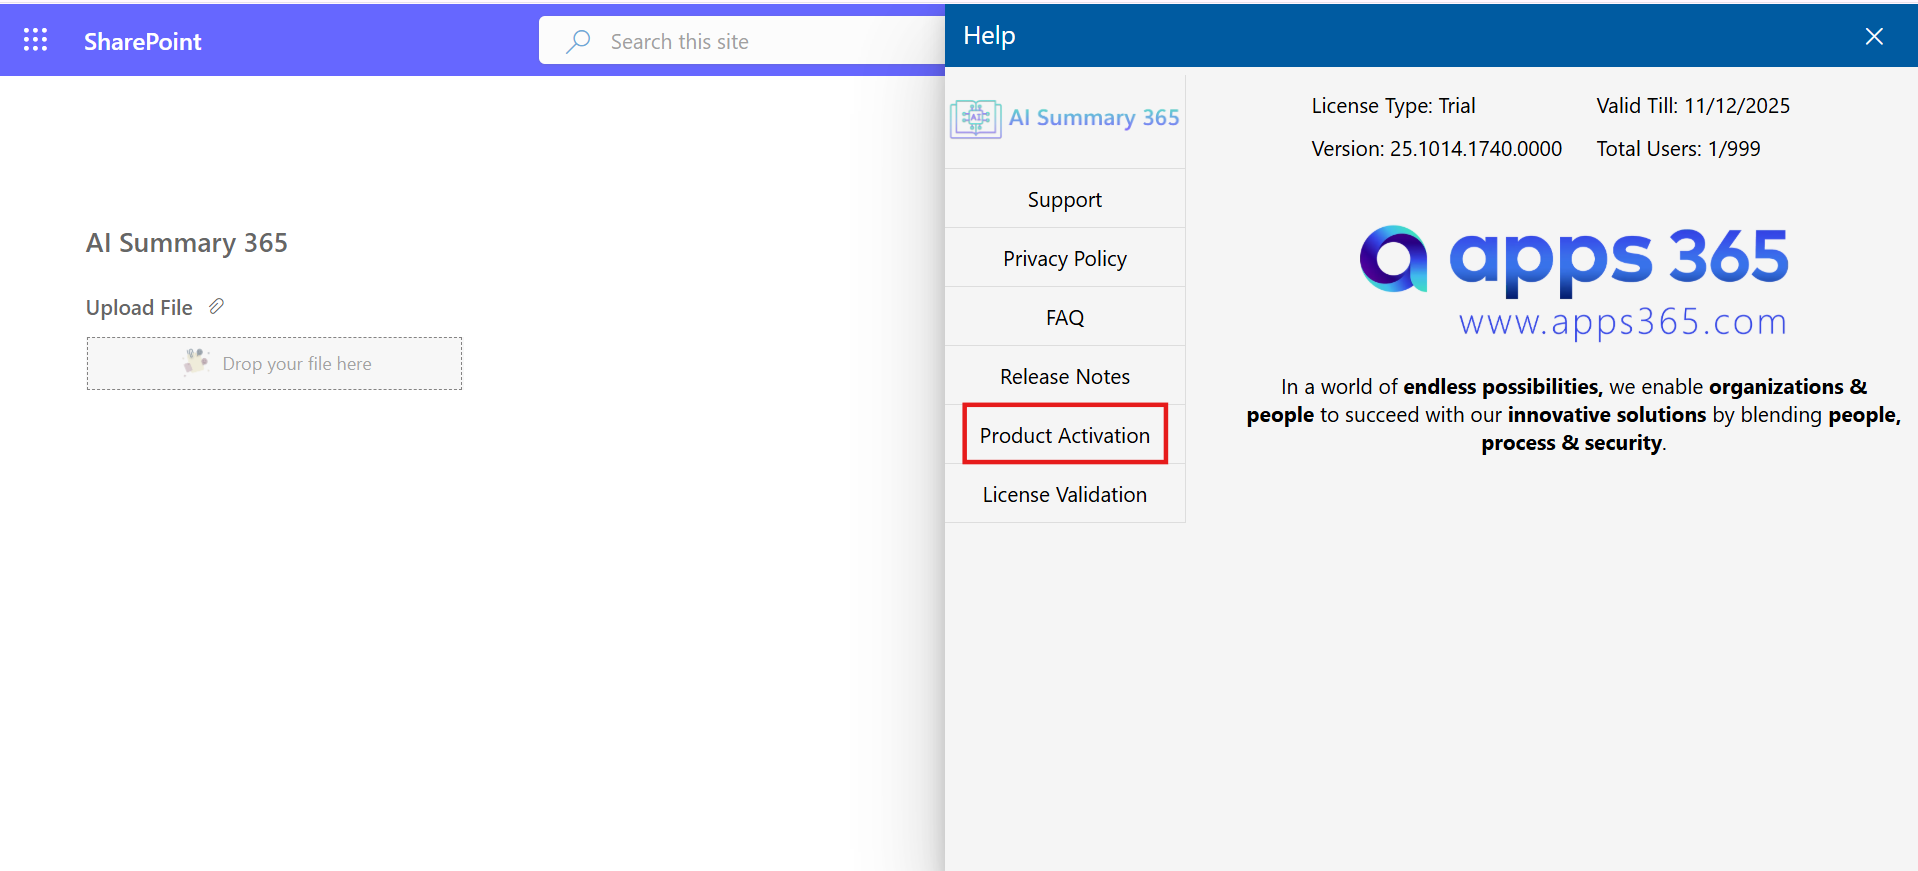 SharePoint
Search this site
AI Summary 365
Upload File
Drop your file here
Help
AI
AI Summary 365
Support
Privacy Policy
FAQ
Release Notes
Product Activation
License Validation
License Type: Trial
Valid Till: 11/12/2025
Version: 25.1014.1740.0000
Total Users: 1/999
apps 365
www.apps365.com
In a world of endless possibilities, we enable organizations &
people to succeed with our innovative solutions by blending people,
process & security.